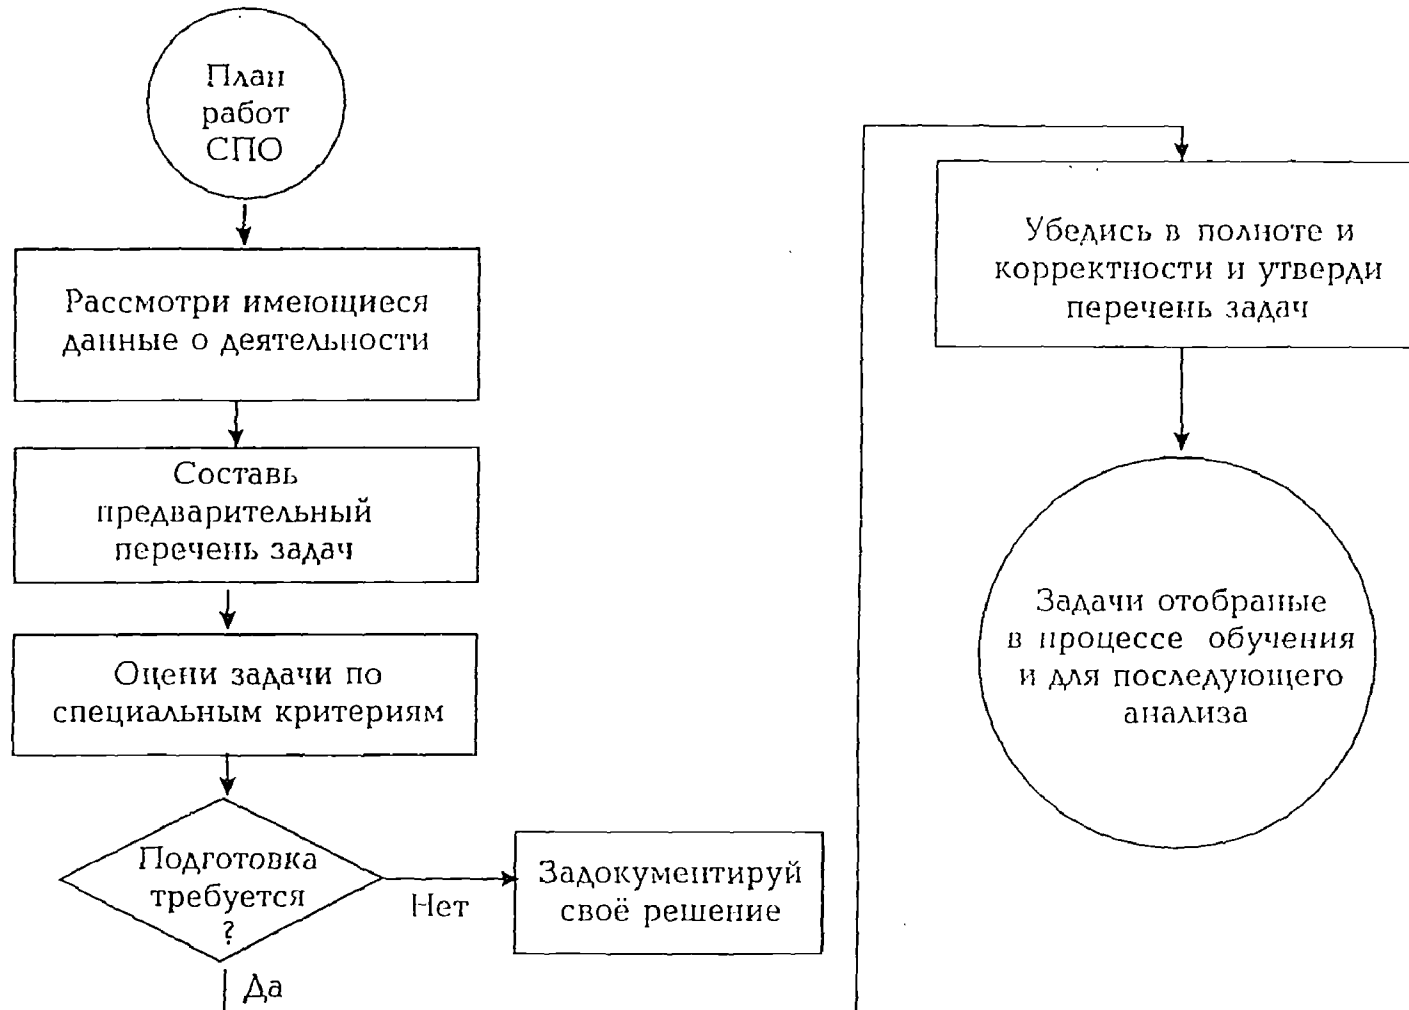 План
работ
СПО
Рассмотри имеющиеся
данные о деятельности
Составь
предварительный
перечень задач
Оцени задачи по
специальным критериям
Подготовка
требуется
?
Нет
Задокументируй
своё решение
Да
Убедись в полноте и
корректности и утверди
перечень задач
Задачи отобраные
в процессе обучения
и для последующего
анализа